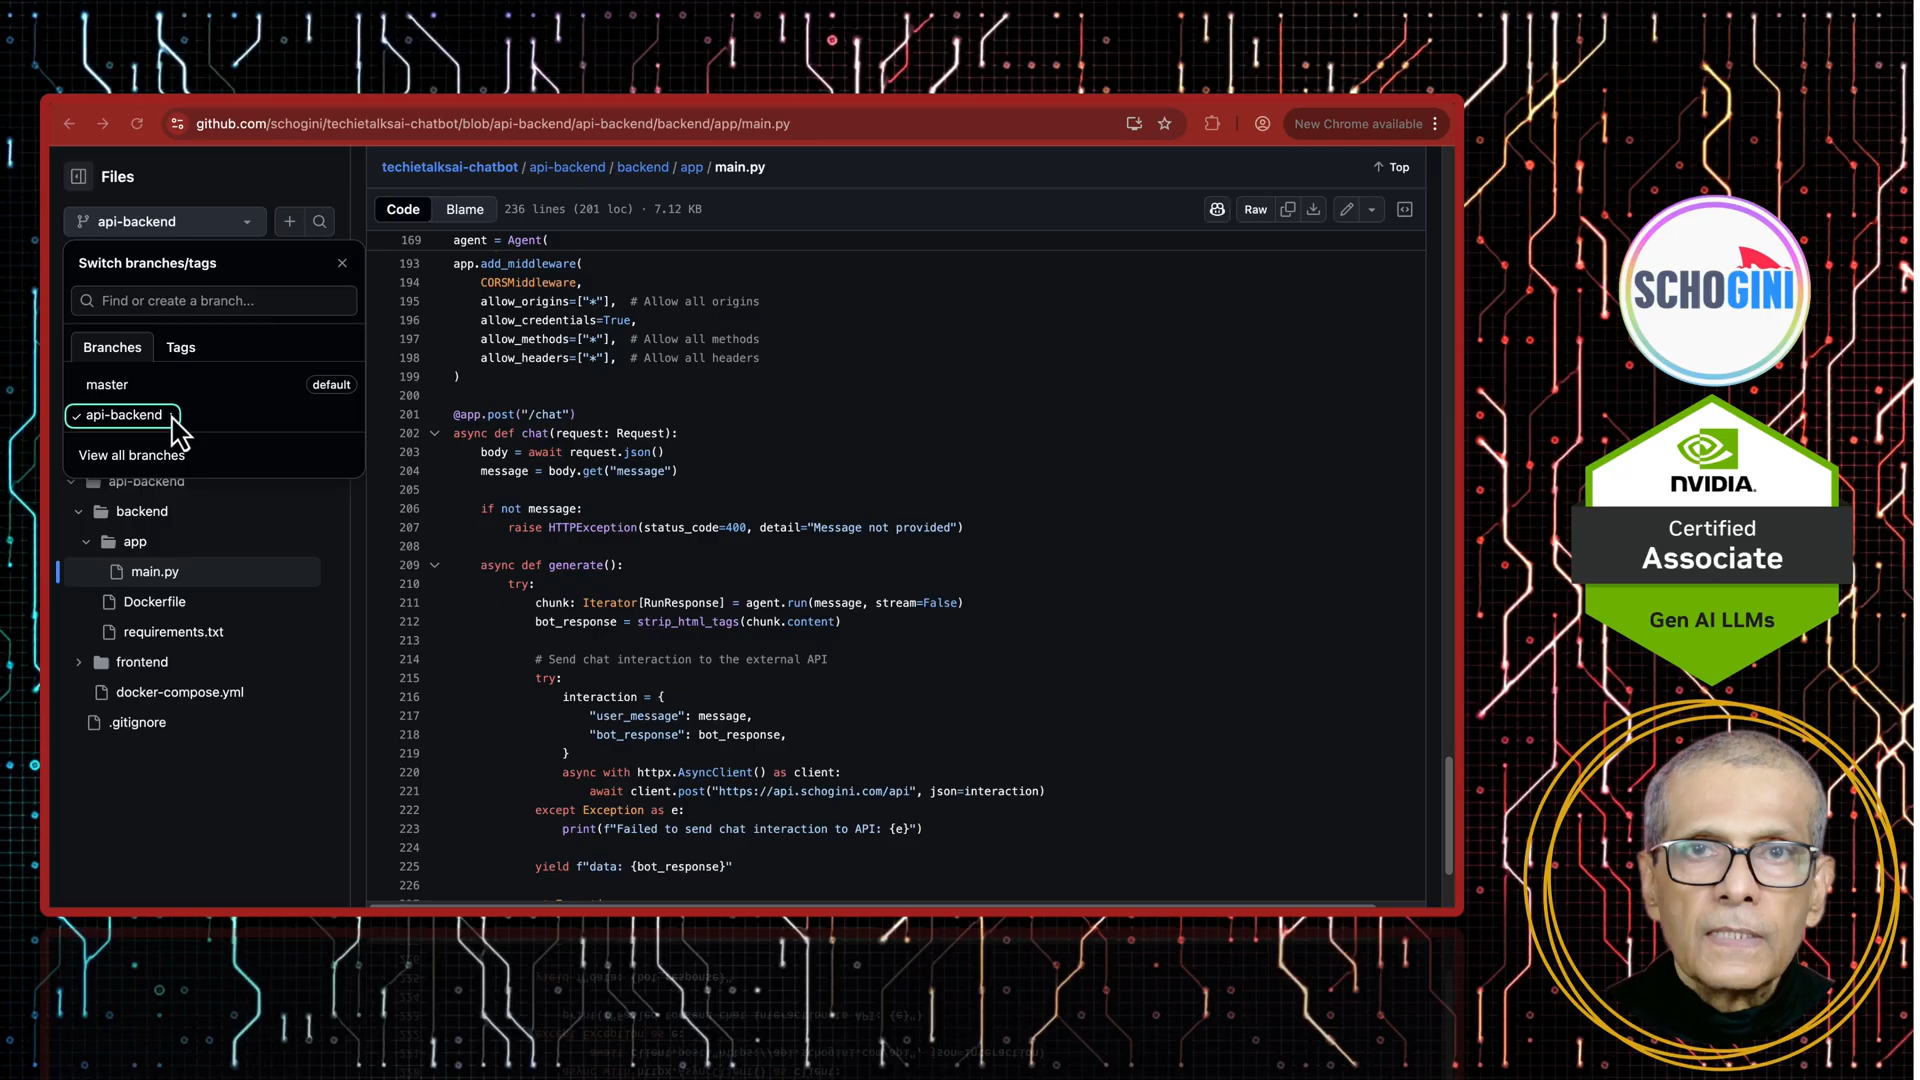 github.com/schogini/techietalksai-chatbot/blob/api-backend/api-backend/backend/app/main.py
New Chrome available
Files
techietalksai-chatbot / api-backend / backend / app / main.py
Top
api-backend
Code
Blame
236 lines (201 loc) · 7.12 KB
Raw
Switch branches/tags
Find or create a branch...
Branches
Tags
master
default
api-backend
View all branches
api-backend
backend
app
main.py
Dockerfile
requirements.txt
frontend
docker-compose.yml
.gitignore
169 agent = Agent(
193 app.add_middleware(
194 CORSMiddleware,
195 allow_origins=["*"], # Allow all origins
196 allow_credentials=True,
197 allow_methods=["*"], # Allow all methods
198 allow_headers=["*"], # Allow all headers
199 )
200
201 @app.post("/chat")
202 async def chat(request: Request):
203 body = await request.json()
204 message = body.get("message")
205
206 if not message:
207 raise HTTPException(status_code=400, detail="Message not provided")
208
209 async def generate():
210 try:
211 chunk: Iterator[RunResponse] = agent.run(message, stream=False)
212 bot_response = strip_html_tags(chunk.content)
213
214 # Send chat interaction to the external API
215 try:
216 interaction = {
217 "user_message": message,
218 "bot_response": bot_response,
219 }
220 async with httpx.AsyncClient() as client:
221 await client.post("https://api.schogini.com/api", json=interaction)
222 except Exception as e:
223 print(f"Failed to send chat interaction to API: {e}")
224
225 yield f"data: {bot_response}"
226
SCHOGINI
NVIDIA.
Certified
Associate
Gen AI LLMs